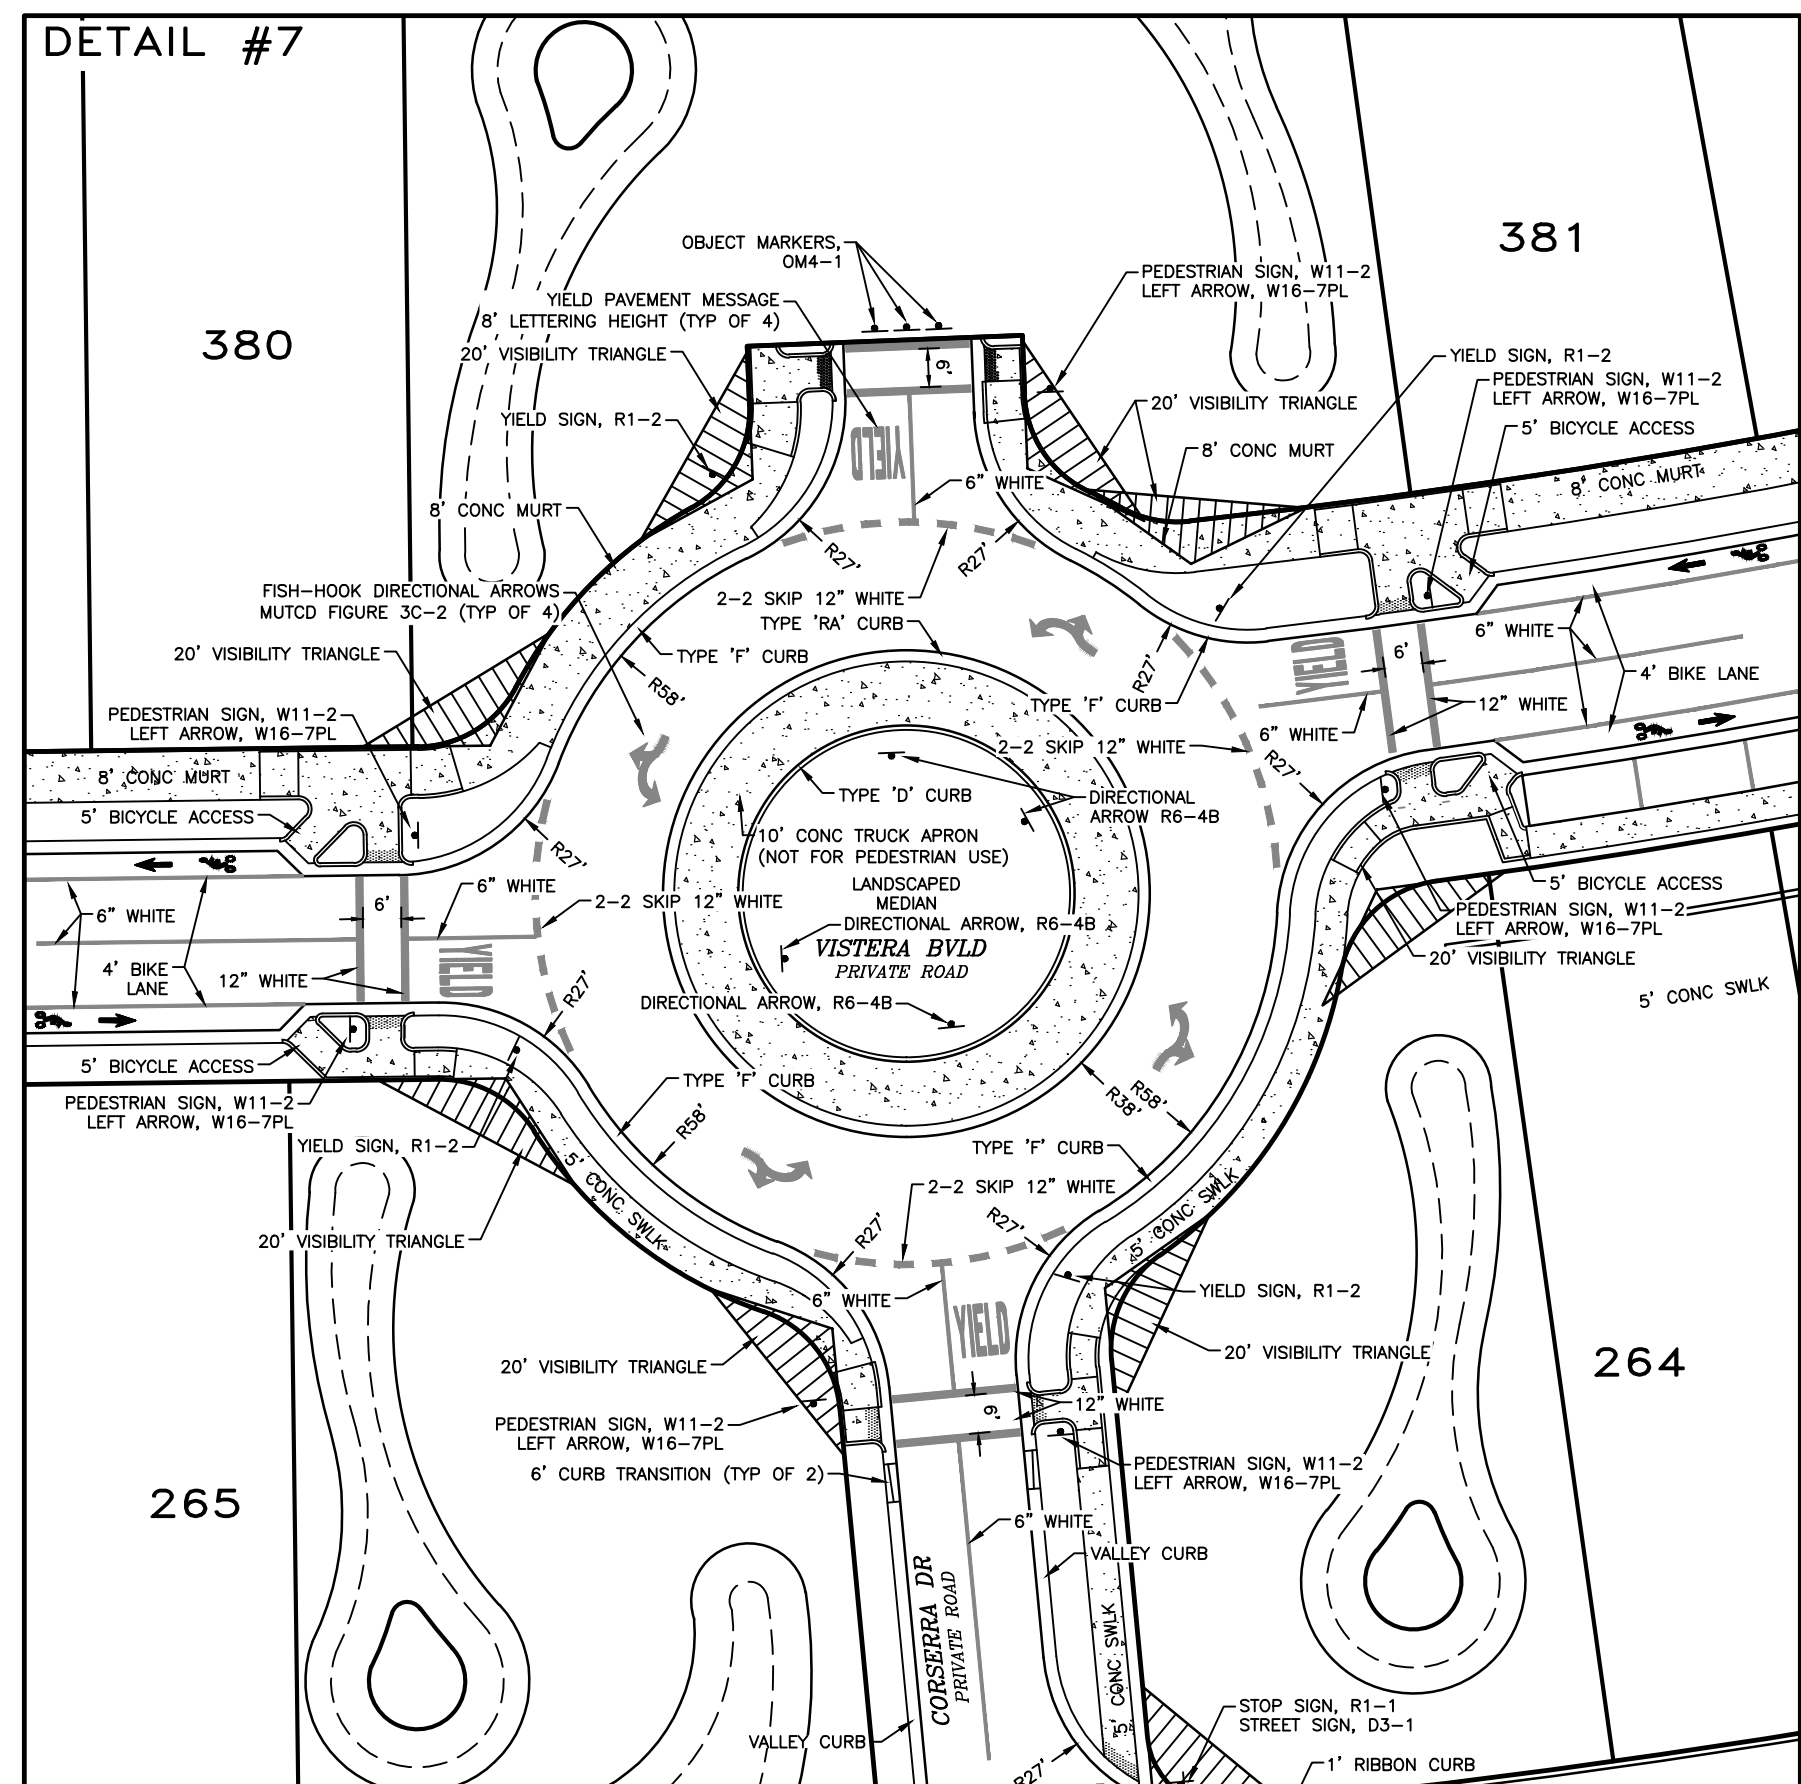 DETAIL #7
381
380
OBJECT MARKERS,
OM4-1
PEDESTRIAN SIGN, W11-2
LEFT ARROW, W16-7PL
YIELD PAVEMENT MESSAGE
8' LETTERING HEIGHT (TYP OF 4)
20' VISIBILITY TRIANGLE
YIELD SIGN, R1-2
6'
YIELD SIGN, R1-2
PEDESTRIAN SIGN, W11-2
LEFT ARROW, W16-7PL
20' VISIBILITY TRIANGLE
5' BICYCLE ACCESS
8' CONC MURT
YIELD
6" WHITE
8' CONC MURT
8' CONC MURT
R27'
R27'
FISH-HOOK DIRECTIONAL ARROWS
MUTCD FIGURE 3C-2 (TYP OF 4)
2-2 SKIP 12" WHITE
TYPE 'RA' CURB
TYPE 'F' CURB
R58'
20' VISIBILITY TRIANGLE
PEDESTRIAN SIGN, W11-2
LEFT ARROW, W16-7PL
8' CONC MURT
5' BICYCLE ACCESS
R27'
TYPE 'F' CURB
YIELD
6'
6" WHITE
4' BIKE LANE
12" WHITE
6" WHITE
2-2 SKIP 12" WHITE
R27'
TYPE 'D' CURB
DIRECTIONAL
ARROW R6-4B
10' CONC TRUCK APRON
(NOT FOR PEDESTRIAN USE)
LANDSCAPED
MEDIAN
DIRECTIONAL ARROW, R6-4B
VISTERA BVLD
PRIVATE ROAD
DIRECTIONAL ARROW, R6-4B
R27'
6" WHITE
2-2 SKIP 12" WHITE
6'
6" WHITE
4' BIKE
LANE
12" WHITE
YIELD
R27'
5' BICYCLE ACCESS
PEDESTRIAN SIGN, W11-2
LEFT ARROW, W16-7PL
20' VISIBILITY TRIANGLE
5' CONC SWLK
5' BICYCLE ACCESS
PEDESTRIAN SIGN, W11-2
LEFT ARROW, W16-7PL
YIELD SIGN, R1-2
20' VISIBILITY TRIANGLE
TYPE 'F' CURB
R58'
R58'
R38'
TYPE 'F' CURB
5' CONC SWLK
5' CONC SWLK
2-2 SKIP 12" WHITE
R27'
R27'
6" WHITE
YIELD
YIELD SIGN, R1-2
20' VISIBILITY TRIANGLE
20' VISIBILITY TRIANGLE
264
12" WHITE
6'
PEDESTRIAN SIGN, W11-2
LEFT ARROW, W16-7PL
6' CURB TRANSITION (TYP OF 2)
PEDESTRIAN SIGN, W11-2
LEFT ARROW, W16-7PL
265
6" WHITE
VALLEY CURB
CORSERRA DR
PRIVATE ROAD
5' CONC SWLK
VALLEY CURB
STOP SIGN, R1-1
STREET SIGN, D3-1
R27'
1' RIBBON CURB